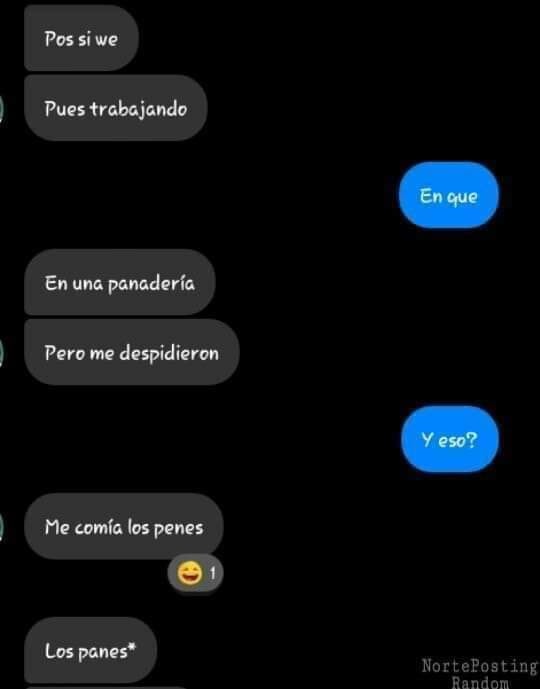 Pos si we
Pues trabajando
En que
En una panadería
Pero me despidieron
Y eso?
Me comía los penes
1
Los panes*
NortePosting
Random